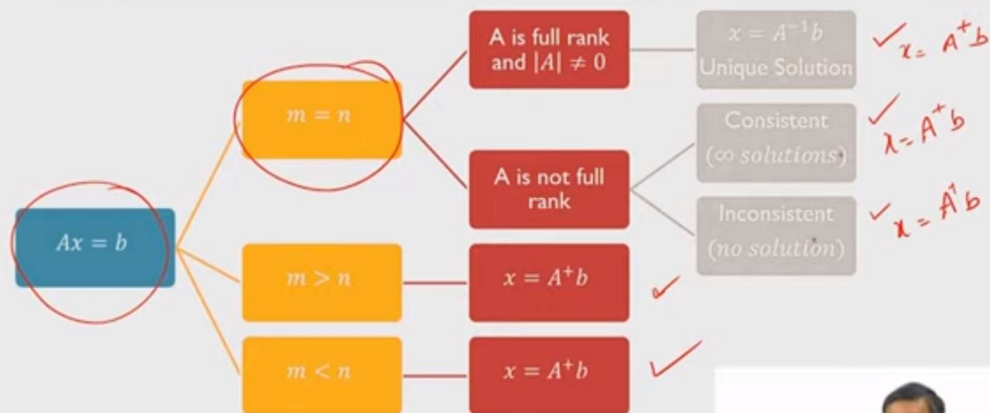 Ax = b
m = n
A is full rank
and |A| ≠ 0
x = A⁻¹b
Unique Solution
x = A⁺b
A is not full
rank
Consistent
(∞ solutions)
x = A⁺b
Inconsistent
(no solution)
x = A⁺b
m > n
x = A⁺b
m < n
x = A⁺b